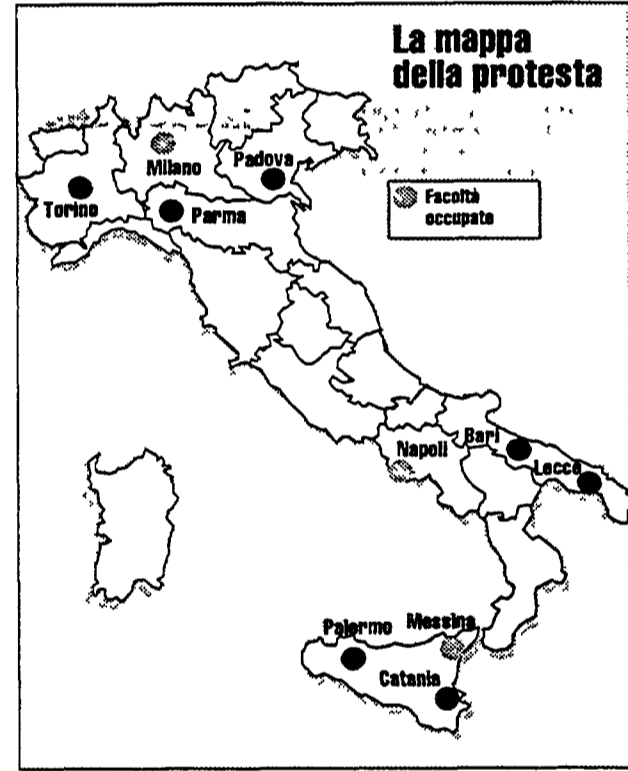 La mappa
della protesta
Facoltà
occupate
Milano
Padova
Torino
Parma
Napoli
Bari
Lecce
Palermo
Messina
Catania